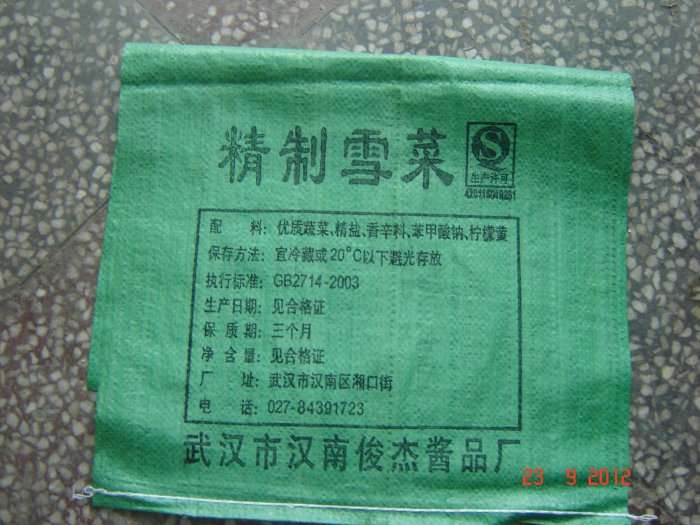 精制雪菜
生产许可
420116049261
配 料：优质蔬菜、精盐、香辛料、苯甲酸钠、柠檬黄
保存方法：宜冷藏或20°C以下避光存放
执行标准：GB2714-2003
生产日期：见合格证
保 质 期：三个月
净 含 量：见合格证
厂 址：武汉市汉南区湘口街
电 话：027-84391723
武汉市汉南俊杰酱品厂
23 9 2012